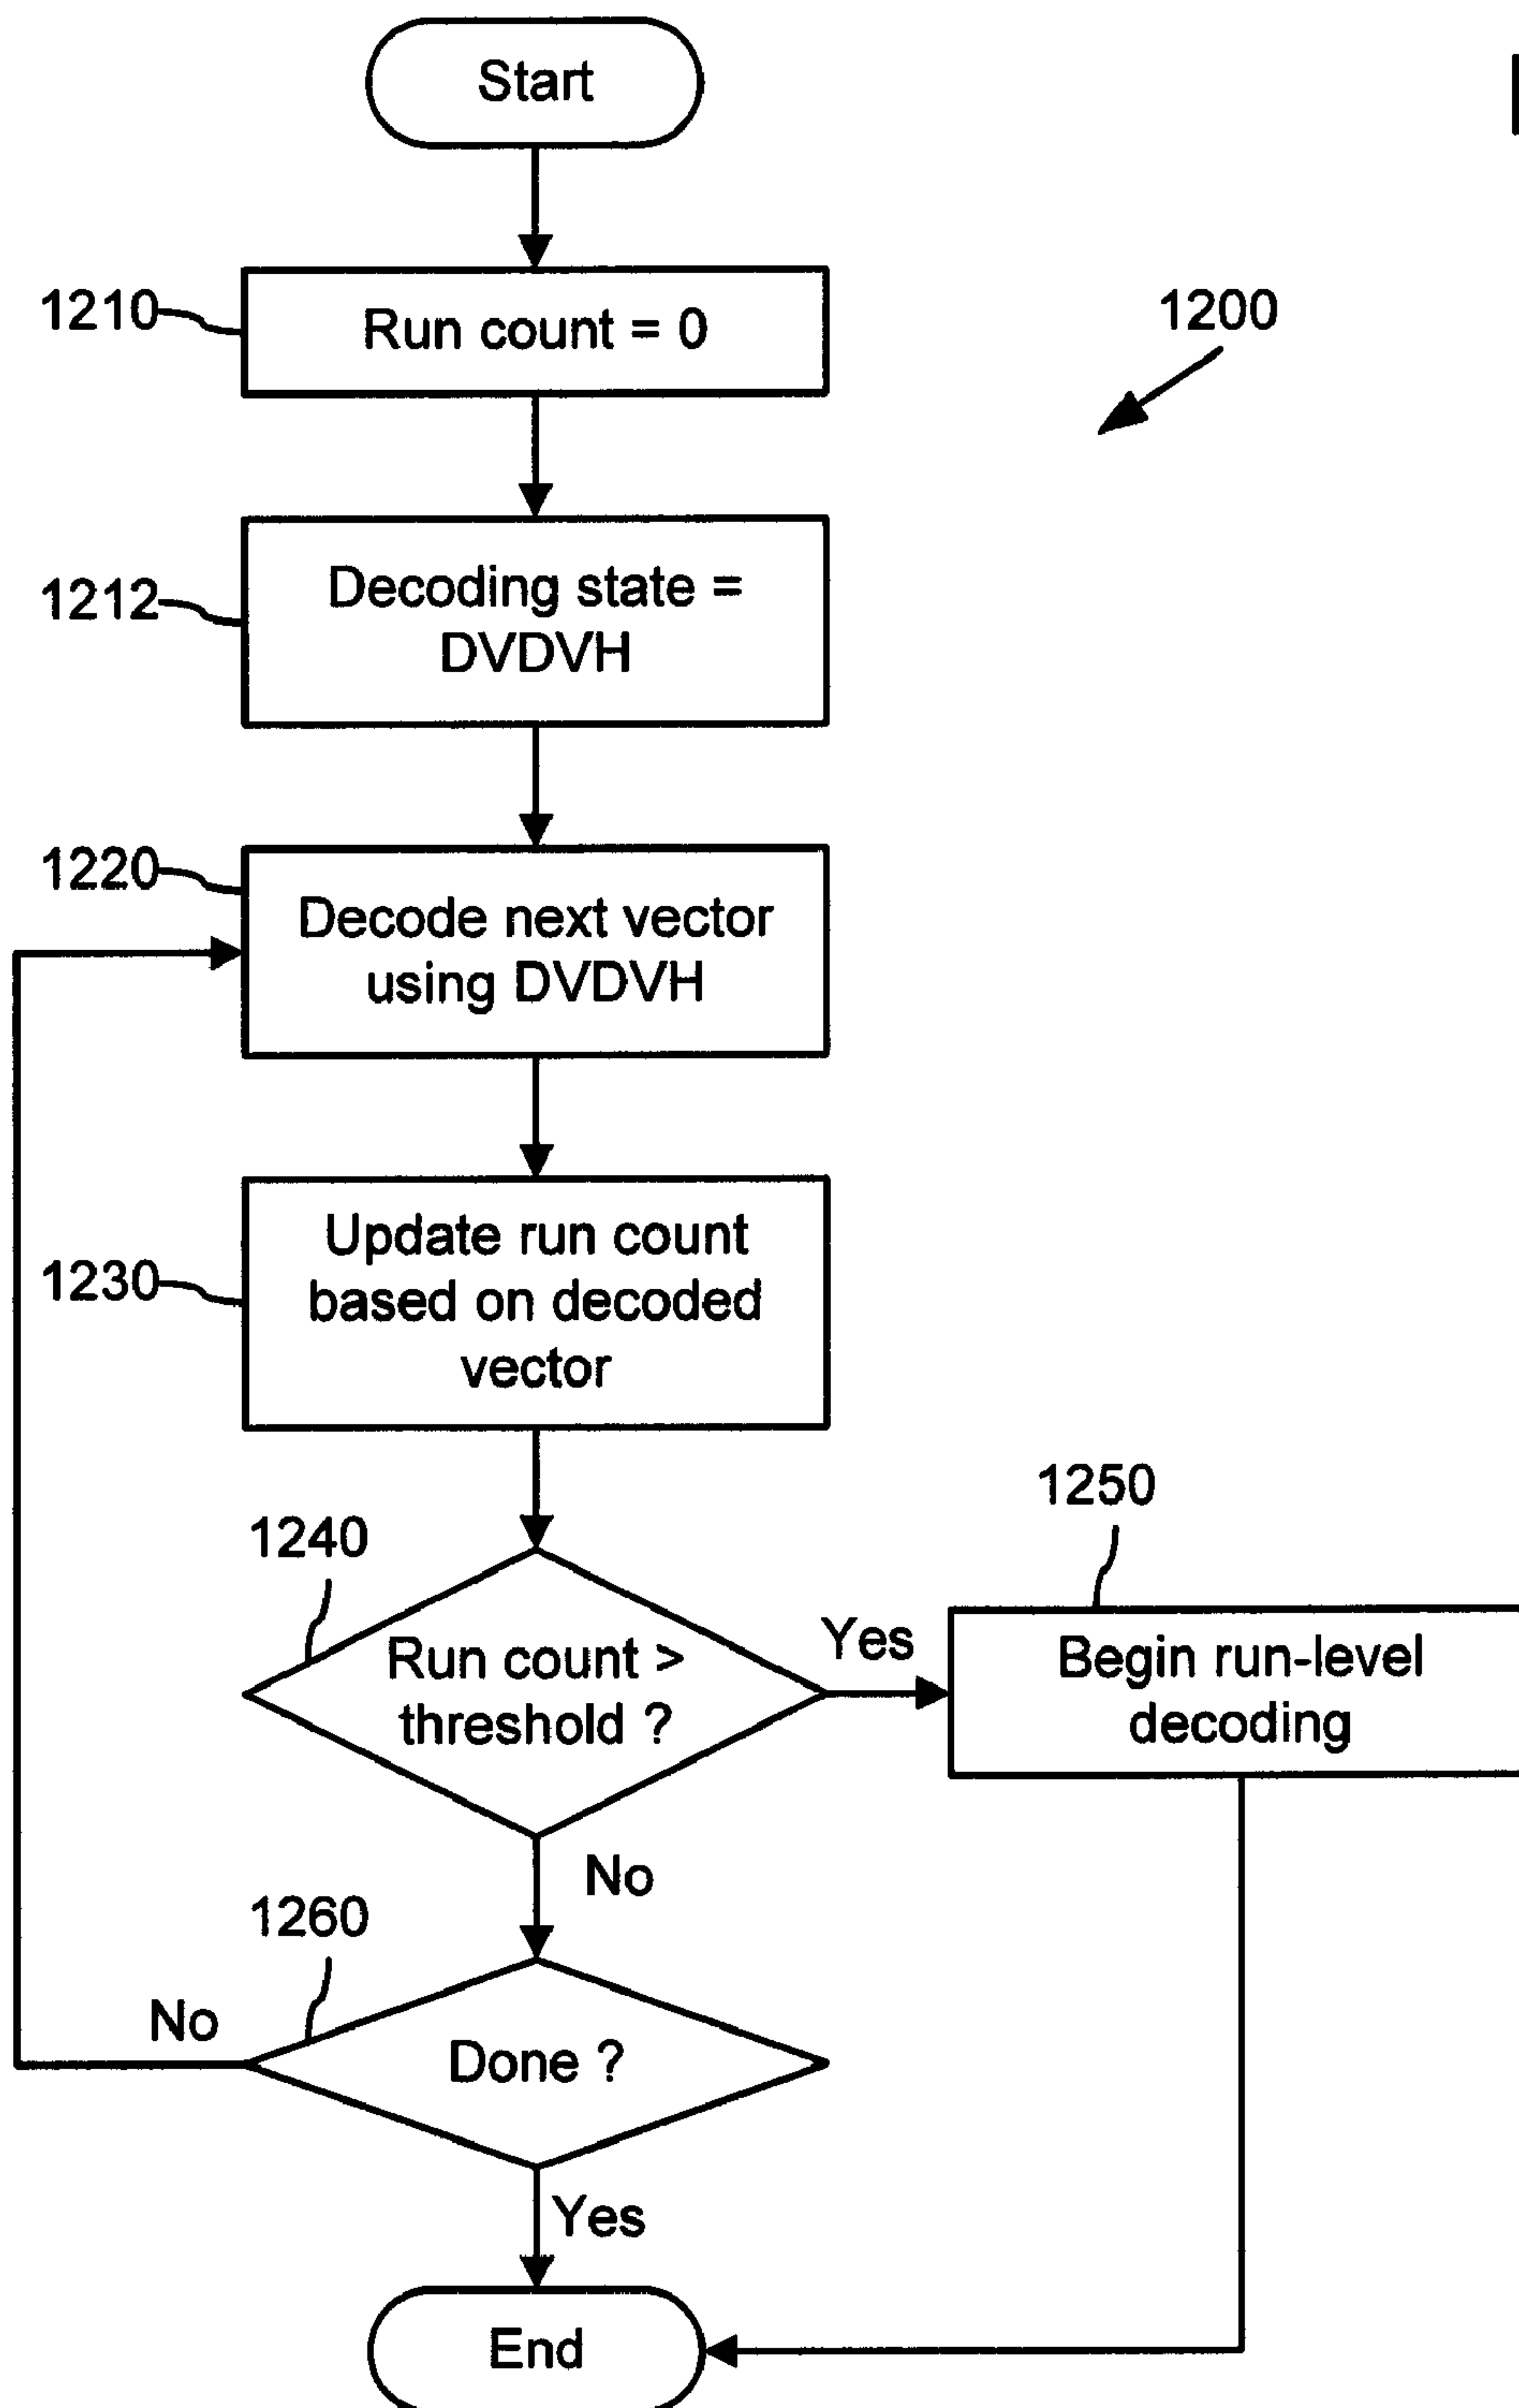 Start
1210
Run count = 0
1200
1212
Decoding state =
DVDVH
1220
Decode next vector
using DVDVH
1230
Update run count
based on decoded
vector
1240
Run count >
threshold ?
Yes
1250
Begin run-level
decoding
No
1260
No
Done ?
Yes
End